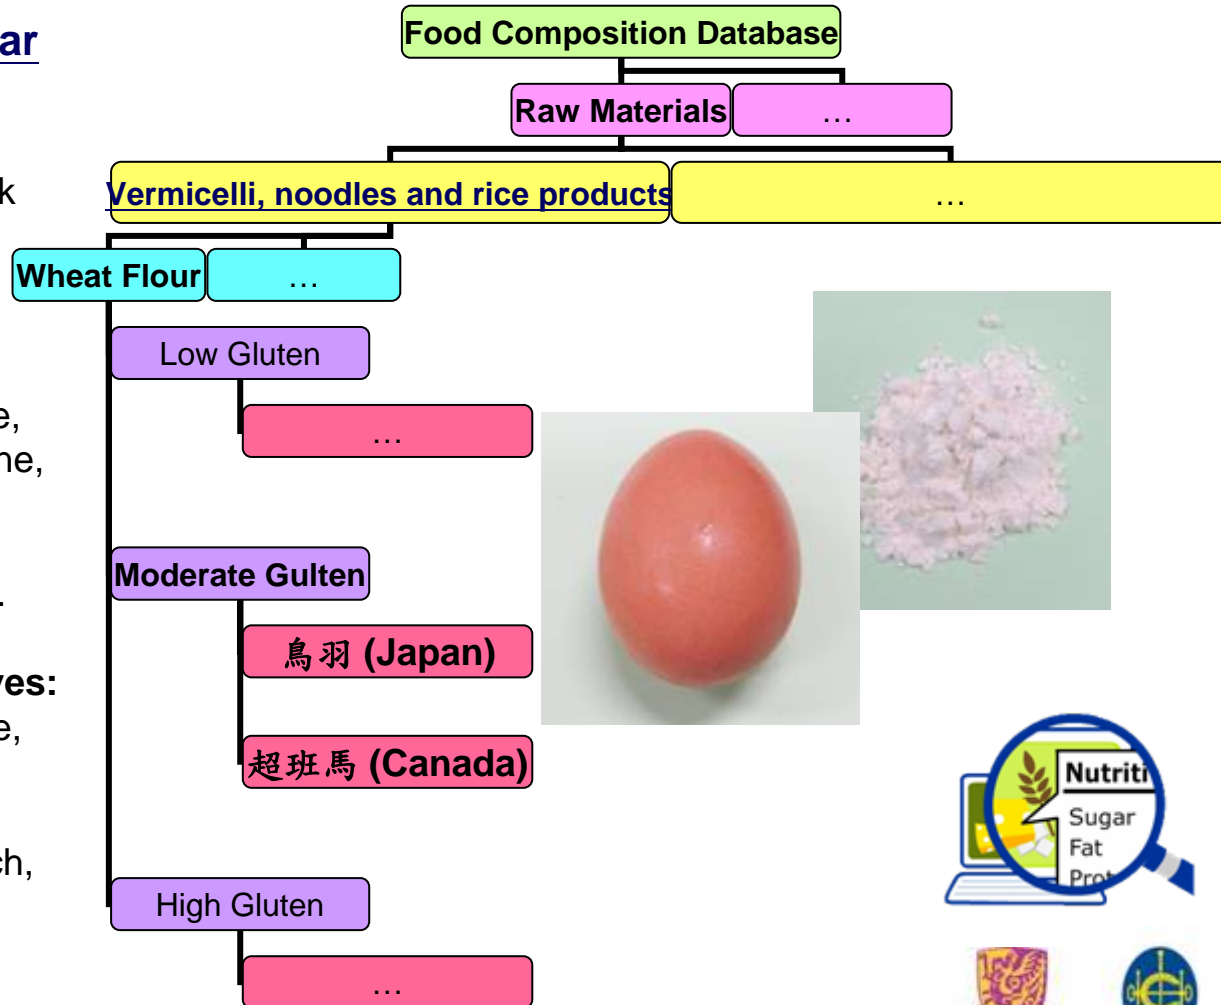 ar
Food Composition Database
Raw Materials
…
k
Vermicelli, noodles and rice products
…
Wheat Flour
…
Low Gluten
e,
…
ne,
Moderate Gulten
.
鳥羽 (Japan)
ves:
e,
超班馬 (Canada)
Nutriti
Sugar
Fat
Prot
ch,
High Gluten
…